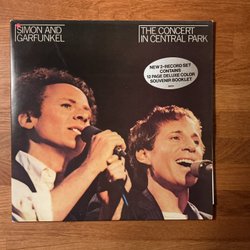 SIMON AND
GARFUNKEL
THE CONCERT
IN CENTRAL PARK
NEW 2-RECORD SET
CONTAINS
12 PAGE DELUXE COLOR
SOUVENIR BOOKLET